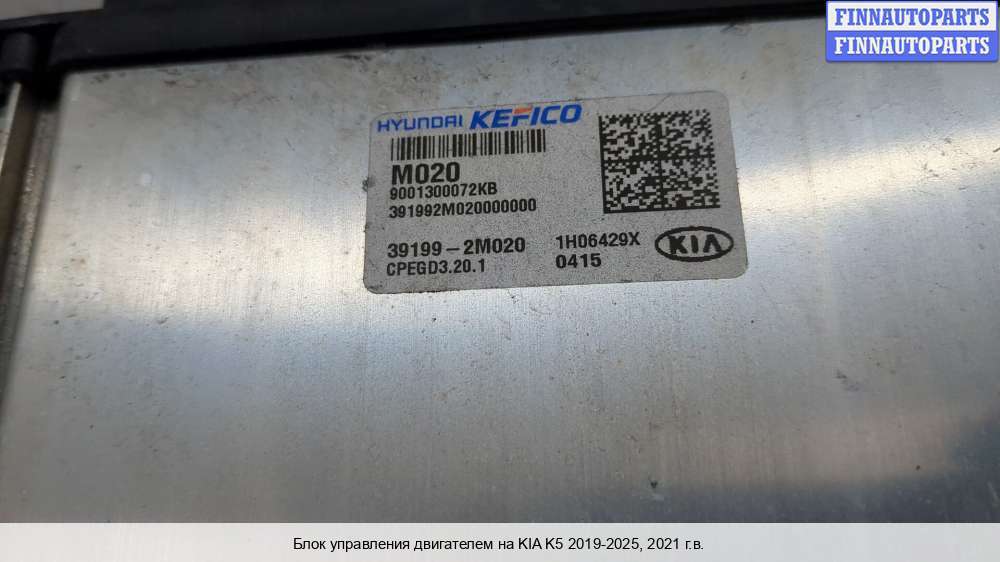 FINNAUTOPARTS
FINNAUTOPARTS
HYUNDAI KEFICO
M020
9001300072KB
391992M020000000
39199-2M020 1H06429X KIA
CPEGD3.20.1 0415
Блок управления двигателем на KIA K5 2019-2025, 2021 г.в.